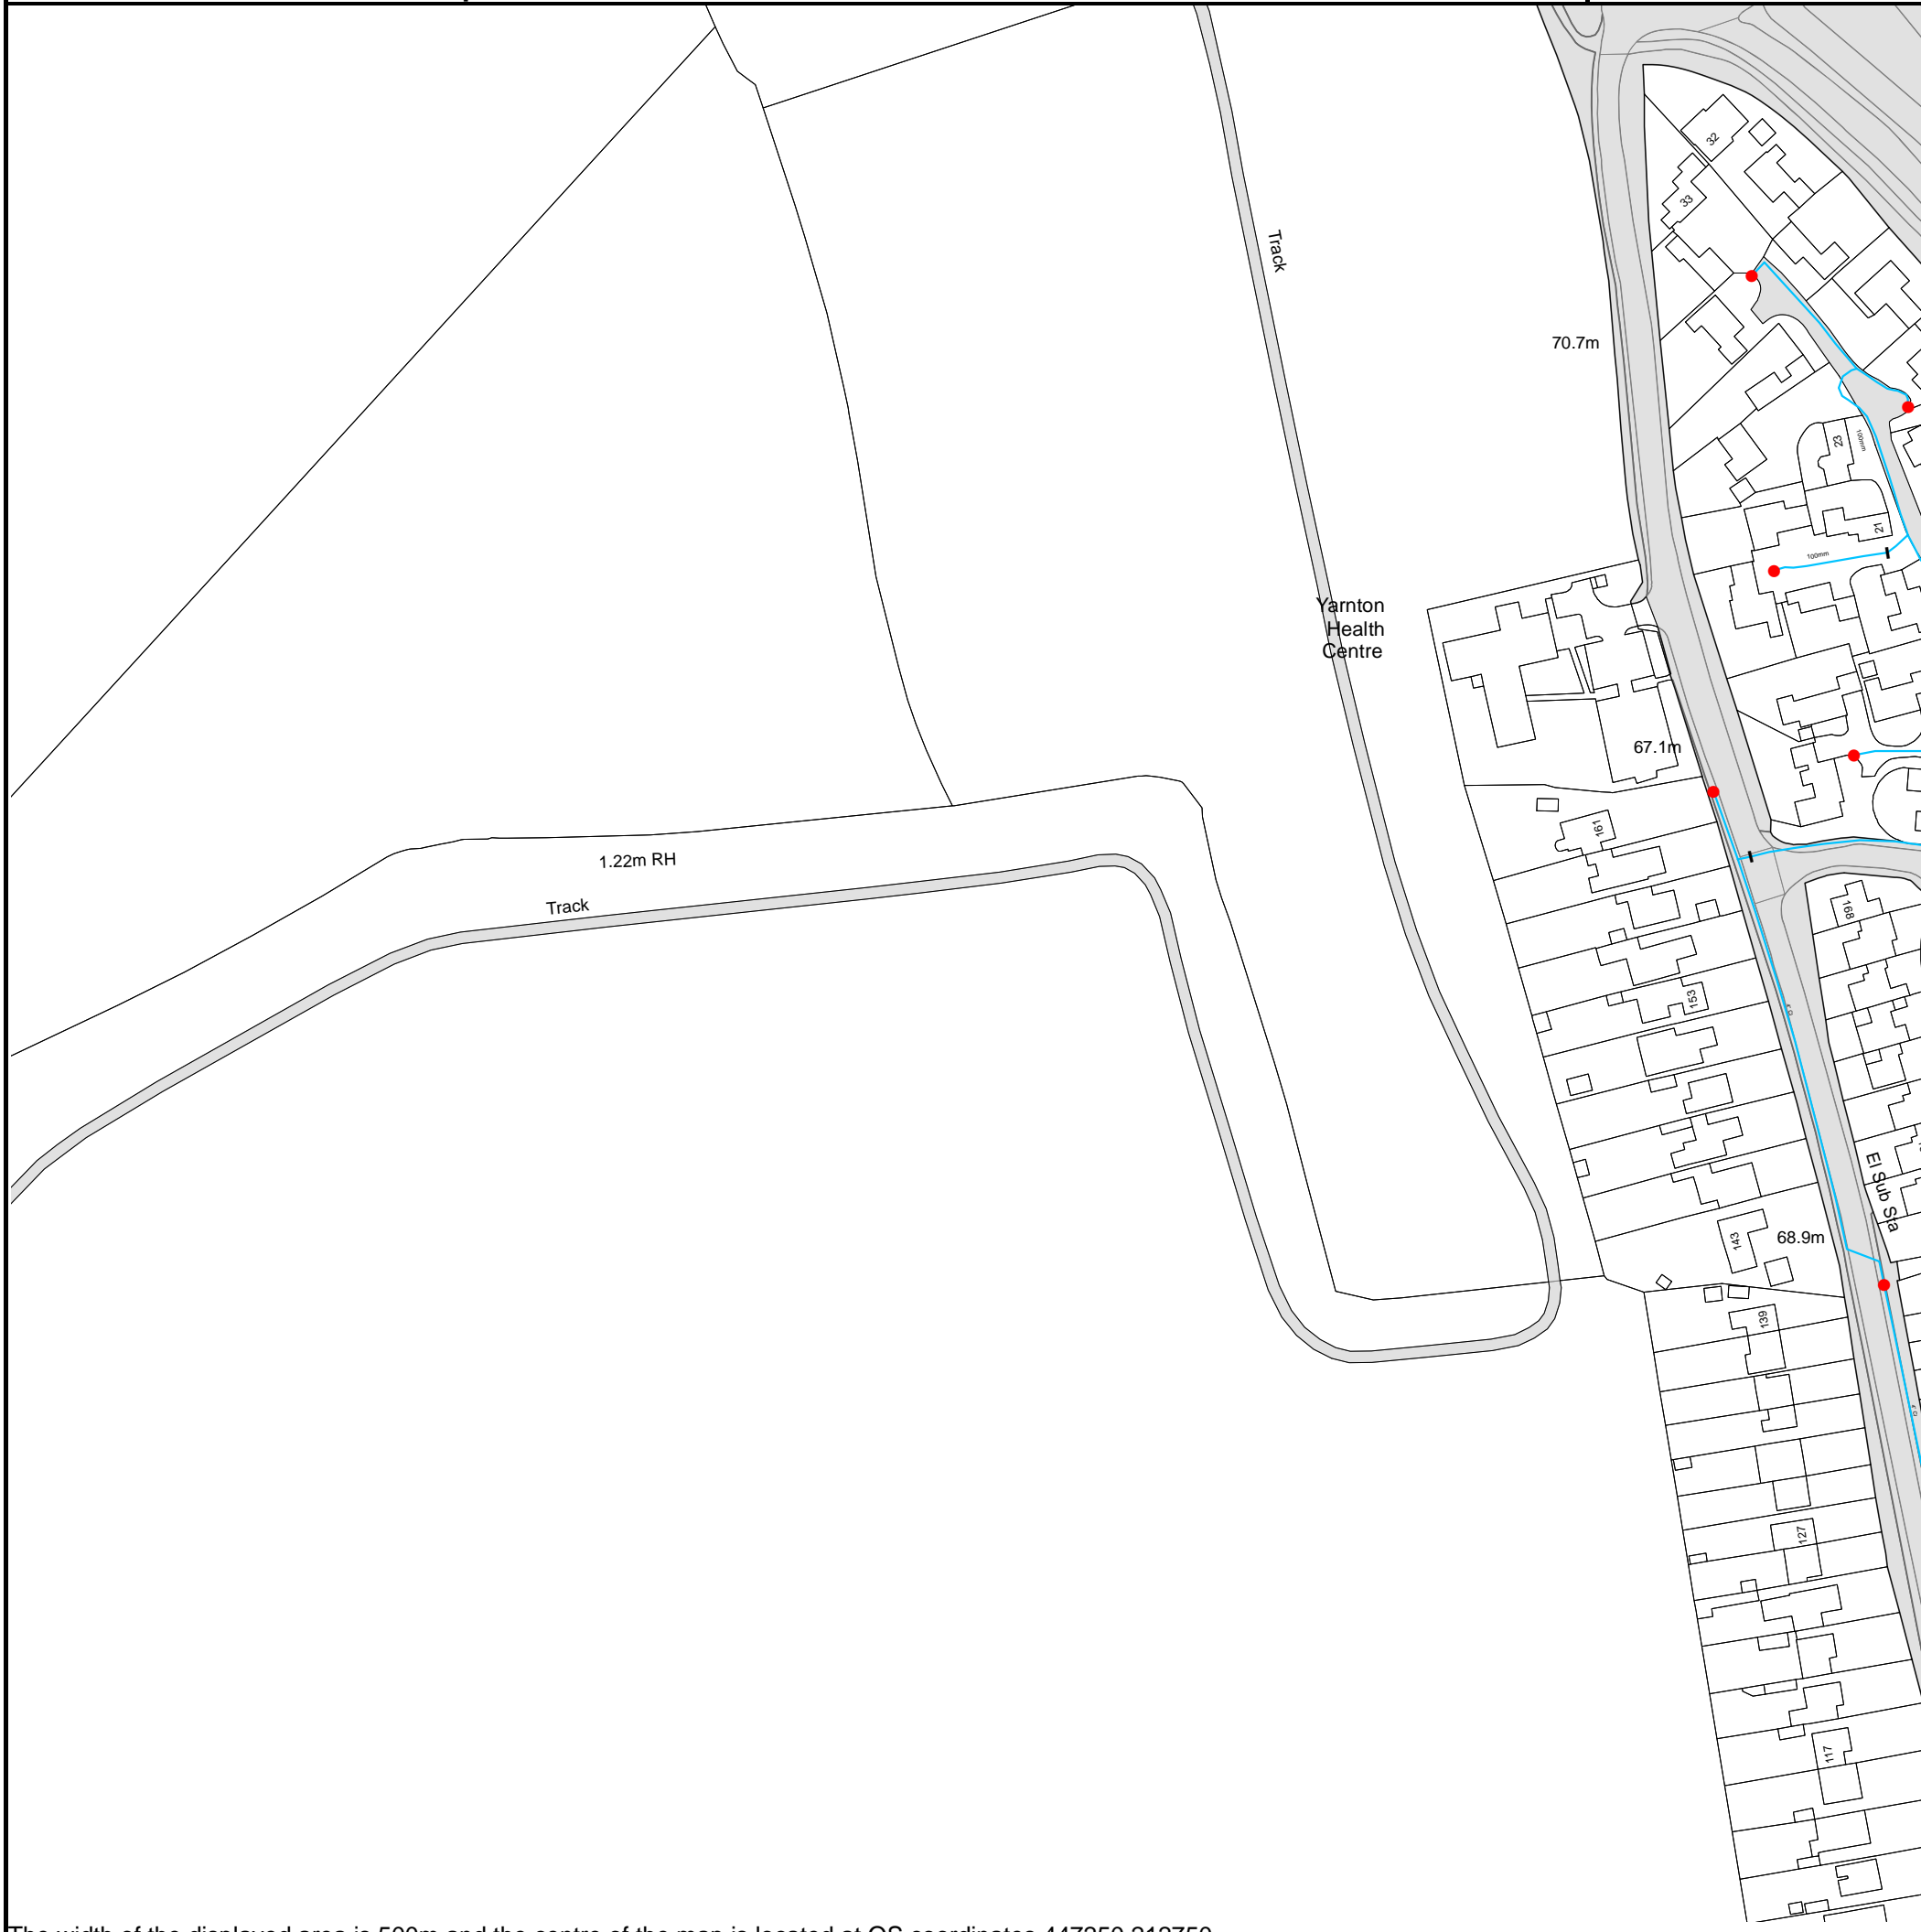 32
33
Track
70.7m
23
100mm
21
100mm
Yarnton
Health
Centre
67.1m
161
1.22m RH
Track
168
153
El Sub Sta
143
68.9m
139
127
117